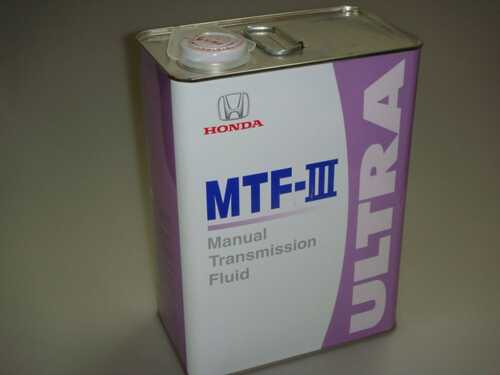 HONDA
MTF-III
Manual
Transmission
Fluid
ULTRA